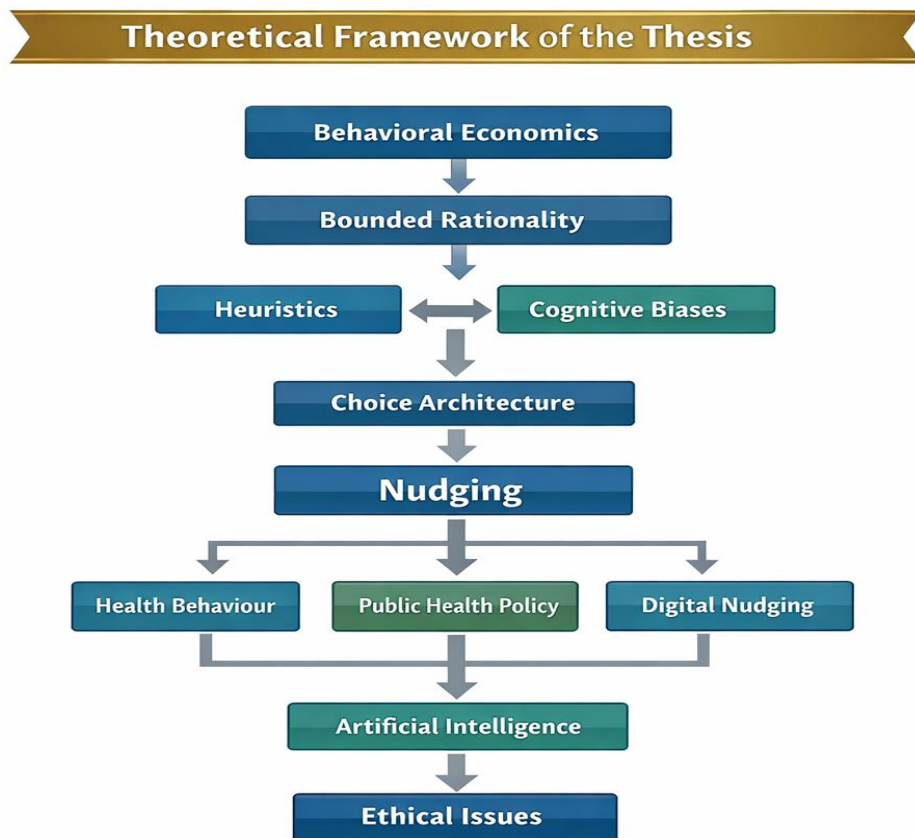 Theoretical Framework of the Thesis
Behavioral Economics
Bounded Rationality
Heuristics
Cognitive Biases
Choice Architecture
Nudging
Health Behaviour
Public Health Policy
Digital Nudging
Artificial Intelligence
Ethical Issues